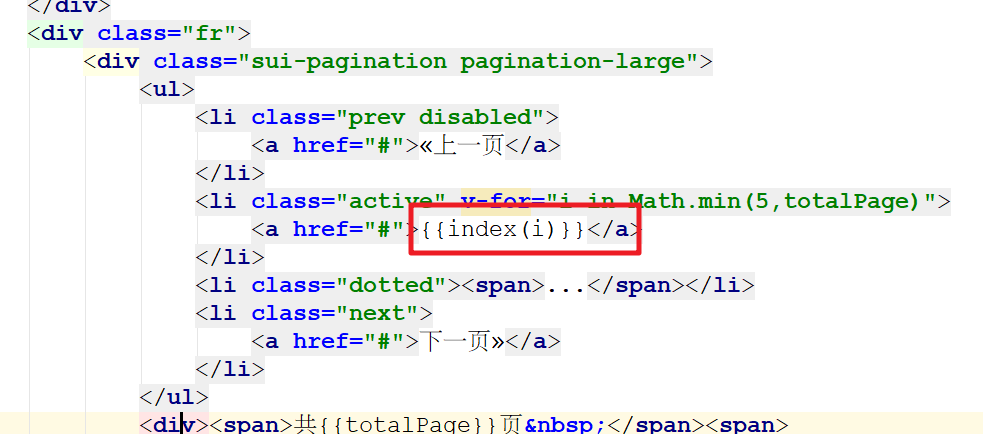 </div>
<div class="fr">
<div class="sui-pagination pagination-large">
<ul>
<li class="prev disabled">
<a href="#">«上一页</a>
</li>
<li class="active" v-for="i in Math.min(5,totalPage)">
<a href="#">{{index(i)}}</a>
</li>
<li class="dotted"><span>...</span></li>
<li class="next">
<a href="#">下一页»</a>
</li>
</ul>
<div><span>共{{totalPage}}页&nbsp;</span><span>